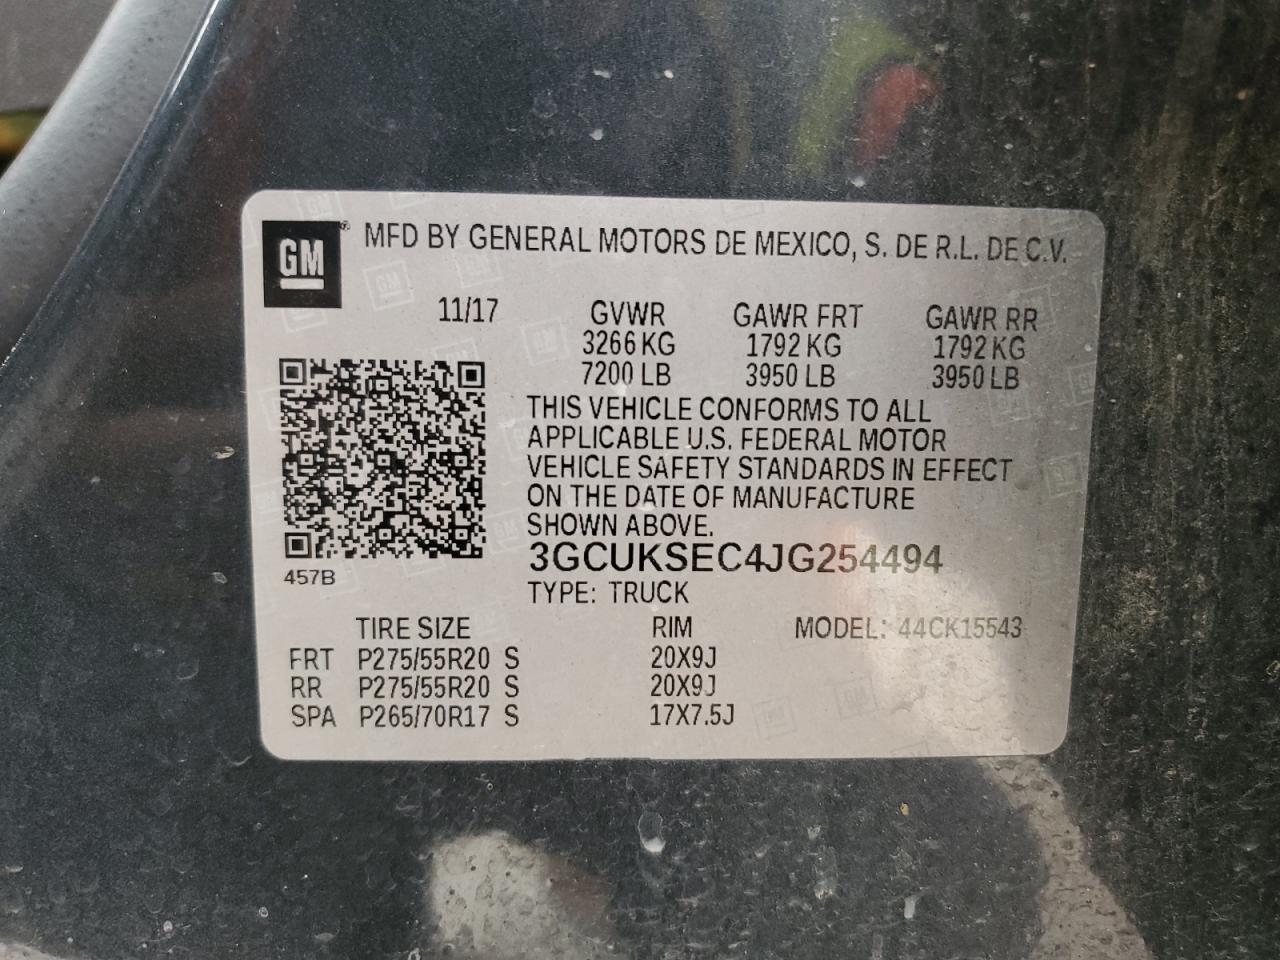 GM® MFD BY GENERAL MOTORS DE MEXICO, S. DE R.L. DE C.V.
11/17 GVWR GAWR FRT GAWR RR
3266 KG 1792 KG 1792 KG
7200 LB 3950 LB 3950 LB
THIS VEHICLE CONFORMS TO ALL
APPLICABLE U.S. FEDERAL MOTOR
VEHICLE SAFETY STANDARDS IN EFFECT
ON THE DATE OF MANUFACTURE
SHOWN ABOVE.
3GCUKSEC4JG254494
457B
TYPE: TRUCK
TIRE SIZE RIM MODEL: 44CK15543
FRT P275/55R20 S 20X9J
RR P275/55R20 S 20X9J
SPA P265/70R17 S 17X7.5J